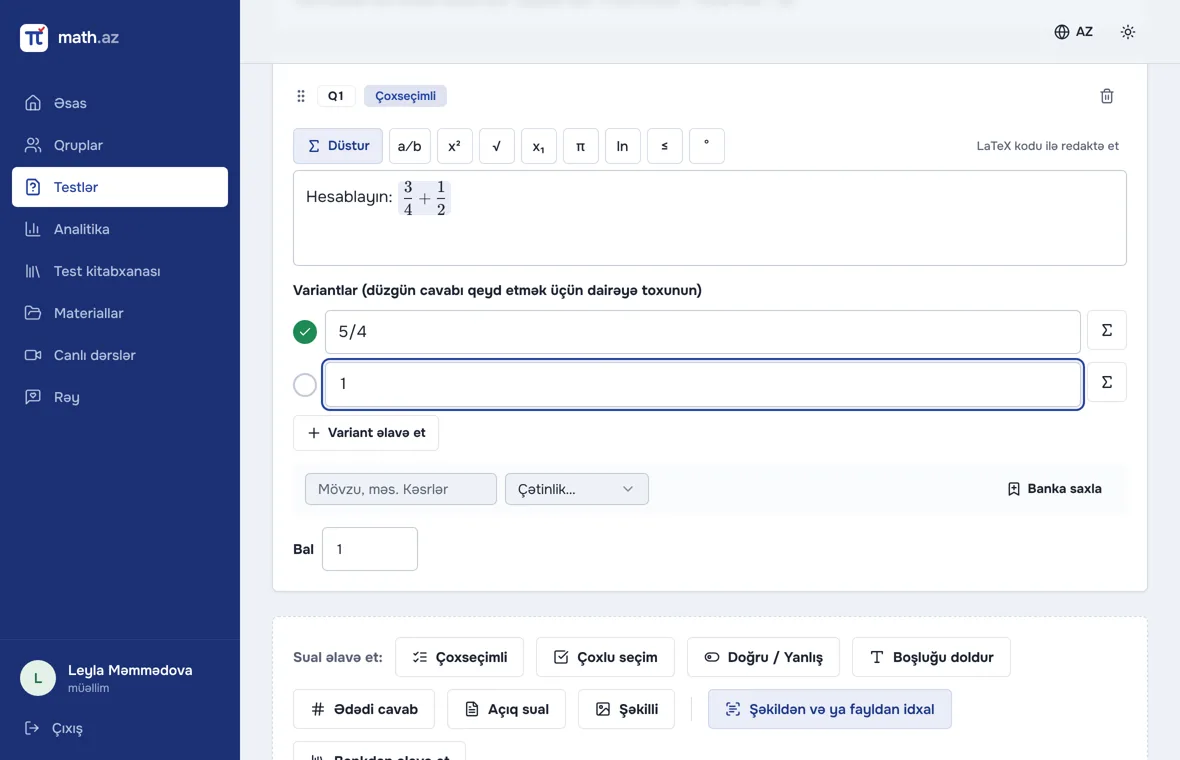 math.az
AZ
Əsas
Qruplar
Testlər
Analitika
Test kitabxanası
Materiallar
Canlı dərslər
Rəy
L
Leyla Məmmədova
müəllim
Çıxış
Q1
Çoxseçimli
Σ Düstur a/b x² √ x₁ π ln ≤ °
LaTeX kodu ilə redaktə et
Hesablayın: 3/4 + 1/2
Variantlar (düzgün cavabı qeyd etmək üçün dairəyə toxunun)
5/4 Σ
1 Σ
+ Variant əlavə et
Mövzu, məs. Kəsrlər
Çətinlik...
Banka saxla
Bal 1
Sual əlavə et:
Çoxseçimli
Çoxlu seçim
Doğru / Yanlış
Boşluğu doldur
# Ədədi cavab
Açıq sual
Şəkilli
Şəkildən və ya fayldan idxal
Bankdan əlavə et